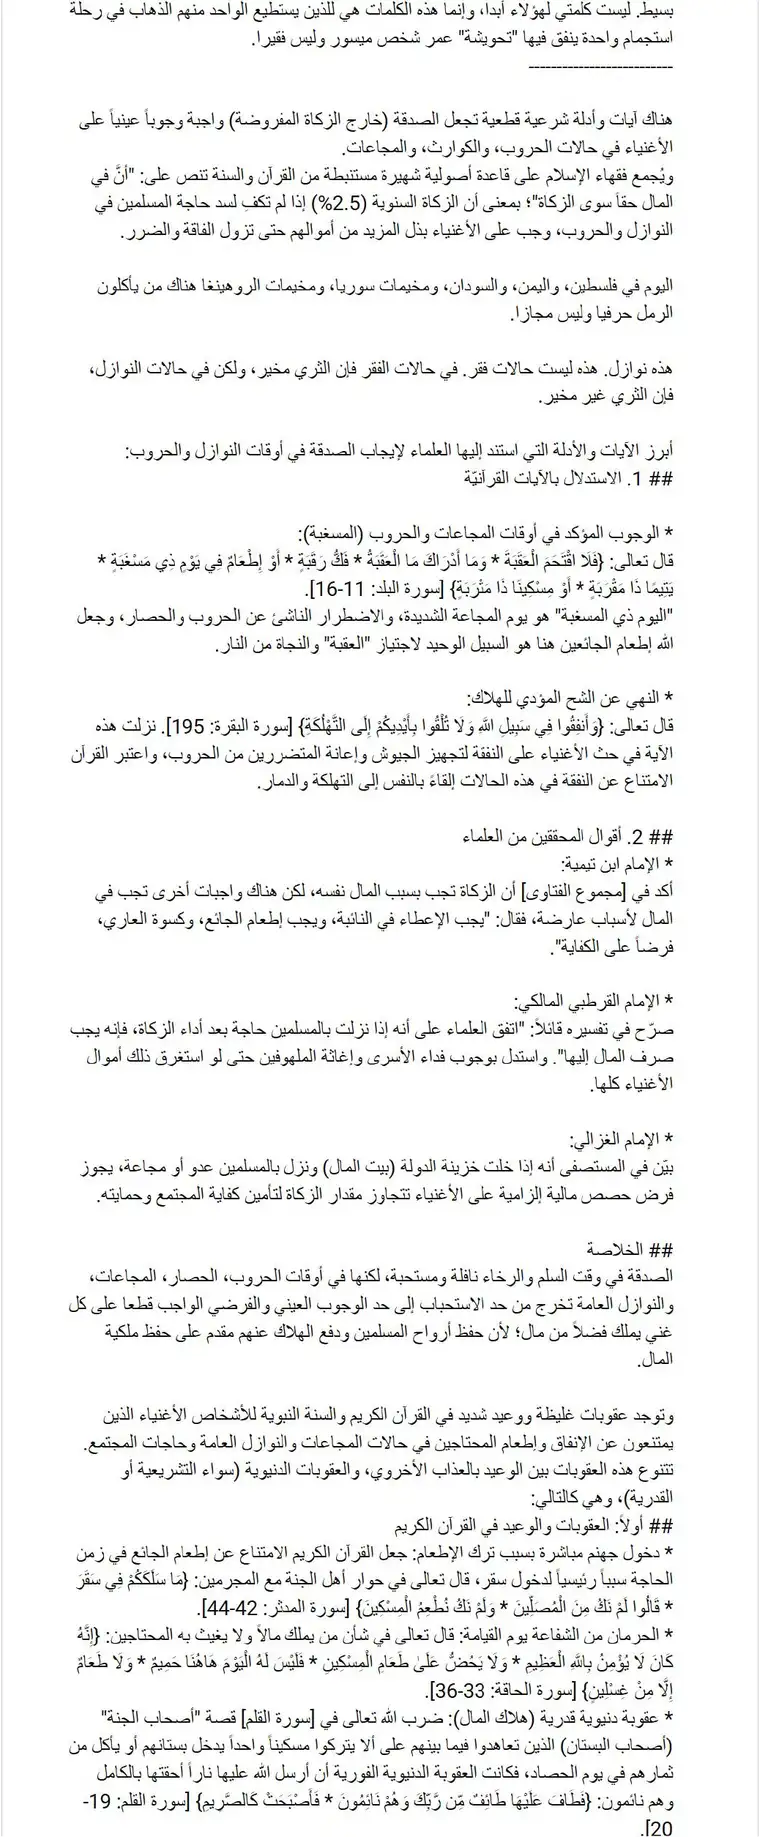 بسيط. ليست كلمتي لهؤلاء أبدا، وإنما هذه الكلمات هي للذين يستطيع الواحد منهم الذهاب في رحلة
استجمام واحدة ينفق فيها "تحويشة" عمر شخص ميسور وليس فقيرا.
--------------------------
هناك آيات وأدلة شرعية قطعية تجعل الصدقة (خارج الزكاة المفروضة) واجبة وجوباً عينياً على
الأغنياء في حالات الحروب، والكوارث، والمجاعات.
ويُجمع فقهاء الإسلام على قاعدة أصولية شهيرة مستنبطة من القرآن والسنة تنص على: "أنَّ في
المال حقاً سوى الزكاة"؛ بمعنى أن الزكاة السنوية (2.5%) إذا لم تكفِ لسد حاجة المسلمين في
النوازل والحروب، وجب على الأغنياء بذل المزيد من أموالهم حتى تزول الفاقة والضرر.
اليوم في فلسطين، واليمن، والسودان، ومخيمات سوريا، ومخيمات الروهينغا هناك من يأكلون
الرمل حرفيا وليس مجازا.
هذه نوازل. هذه ليست حالات فقر. في حالات الفقر فإن الثري مخير، ولكن في حالات النوازل،
فإن الثري غير مخير.
أبرز الآيات والأدلة التي استند إليها العلماء لإيجاب الصدقة في أوقات النوازل والحروب:
## 1. الاستدلال بالآيات القرآنيّة
* الوجوب المؤكد في أوقات المجاعات والحروب (المسغبة):
قال تعالى: {فَلَا اقْتَحَمَ الْعَقَبَةَ * وَمَا أَدْرَاكَ مَا الْعَقَبَةُ * فَكُّ رَقَبَةٍ * أَوْ إِطْعَامٌ فِي يَوْمٍ ذِي مَسْغَبَةٍ *
يَتِيمًا ذَا مَقْرَبَةٍ * أَوْ مِسْكِينًا ذَا مَتْرَبَةٍ} [سورة البلد: 11-16].
"اليوم ذي المسغبة" هو يوم المجاعة الشديدة، والاضطرار الناشئ عن الحروب والحصار، وجعل
الله إطعام الجائعين هنا هو السبيل الوحيد لاجتياز "العقبة" والنجاة من النار.
* النهي عن الشح المؤدي للهلاك:
قال تعالى: {وَأَنفِقُوا فِي سَبِيلِ اللَّهِ وَلَا تُلْقُوا بِأَيْدِيكُمْ إِلَى التَّهْلُكَةِ} [سورة البقرة: 195]. نزلت هذه
الآية في حث الأغنياء على النفقة لتجهيز الجيوش وإعانة المتضررين من الحروب، واعتبر القرآن
الامتناع عن النفقة في هذه الحالات إلقاءً بالنفس إلى التهلكة والدمار.
## 2. أقوال المحققين من العلماء
* الإمام ابن تيمية:
أكد في [مجموع الفتاوى] أن الزكاة تجب بسبب المال نفسه، لكن هناك واجبات أخرى تجب في
المال لأسباب عارضة، فقال: "يجب الإعطاء في النائبة، ويجب إطعام الجائع، وكسوة العاري،
فرضاً على الكفاية".
* الإمام القرطبي المالكي:
صرّح في تفسيره قائلاً: "اتفق العلماء على أنه إذا نزلت بالمسلمين حاجة بعد أداء الزكاة، فإنه يجب
صرف المال إليها". واستدل بوجوب فداء الأسرى وإغاثة الملهوفين حتى لو استغرق ذلك أموال
الأغنياء كلها.
* الإمام الغزالي:
بيّن في المستصفى أنه إذا خلت خزينة الدولة (بيت المال) ونزل بالمسلمين عدو أو مجاعة، يجوز
فرض حصص مالية إلزامية على الأغنياء تتجاوز مقدار الزكاة لتأمين كفاية المجتمع وحمايته.
## الخلاصة
الصدقة في وقت السلم والرخاء نافلة ومستحبة، لكنها في أوقات الحروب، الحصار، المجاعات،
والنوازل العامة تخرج من حد الاستحباب إلى حد الوجوب العيني والفرضي الواجب قطعا على كل
غني يملك فضلاً من مال؛ لأن حفظ أرواح المسلمين ودفع الهلاك عنهم مقدم على حفظ ملكية
المال.
وتوجد عقوبات غليظة ووعيد شديد في القرآن الكريم والسنة النبوية للأشخاص الأغنياء الذين
يمتنعون عن الإنفاق وإطعام المحتاجين في حالات المجاعات والنوازل العامة وحاجات المجتمع.
تتنوع هذه العقوبات بين الوعيد بالعذاب الأخروي، والعقوبات الدنيوية (سواء التشريعية أو
القدرية)، وهي كالتالي:
## أولاً: العقوبات والوعيد في القرآن الكريم
* دخول جهنم مباشرة بسبب ترك الإطعام: جعل القرآن الكريم الامتناع عن إطعام الجائع في زمن
الحاجة سبباً رئيسياً لدخول سقر، قال تعالى في حوار أهل الجنة مع المجرمين: {مَا سَلَكَكُمْ فِي سَقَرَ
* قَالُوا لَمْ نَكُ مِنَ الْمُصَلِّينَ * وَلَمْ نَكُ نُطْعِمُ الْمِسْكِينَ} [سورة المدثر: 42-44].
* الحرمان من الشفاعة يوم القيامة: قال تعالى في شأن من يملك مالاً ولا يغيث به المحتاجين: {إِنَّهُ
كَانَ لَا يُؤْمِنُ بِاللَّهِ الْعَظِيمِ * وَلَا يَحُضُّ عَلَىٰ طَعَامِ الْمِسْكِينِ * فَلَيْسَ لَهُ الْيَوْمَ هَاهُنَا حَمِيمٌ * وَلَا طَعَامٌ
إِلَّا مِنْ غِسْلِينٍ} [سورة الحاقة: 33-36].
* عقوبة دنيوية قدرية (هلاك المال): ضرب الله تعالى في [سورة القلم] قصة "أصحاب الجنة"
(أصحاب البستان) الذين تعاهدوا فيما بينهم على ألا يتركوا مسكيناً واحداً يدخل بستانهم أو يأكل من
ثمارهم في يوم الحصاد، فكانت العقوبة الدنيوية الفورية أن أرسل الله عليها ناراً أحقتها بالكامل
وهم نائمون: {فَطَافَ عَلَيْهَا طَائِفٌ مِّن رَّبِّكَ وَهُمْ نَائِمُونَ * فَأَصْبَحَتْ كَالصَّرِيمِ} [سورة القلم: 19-
20].